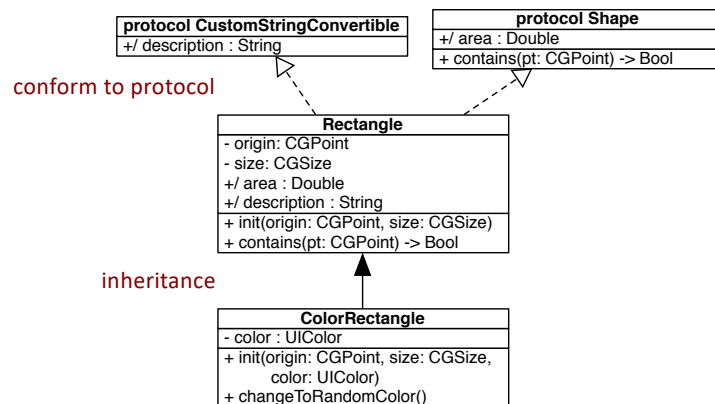 protocol CustomStringConvertible
+/ description : String
protocol Shape
+/ area : Double
+ contains(pt: CGPoint) -> Bool
conform to protocol
Rectangle
- origin: CGPoint
- size: CGSize
+/ area : Double
+/ description : String
+ init(origin: CGPoint, size: CGSize)
+ contains(pt: CGPoint) -> Bool
inheritance
ColorRectangle
- color : UIColor
+ init(origin: CGPoint, size: CGSize,
color: UIColor)
+ changeToRandomColor()